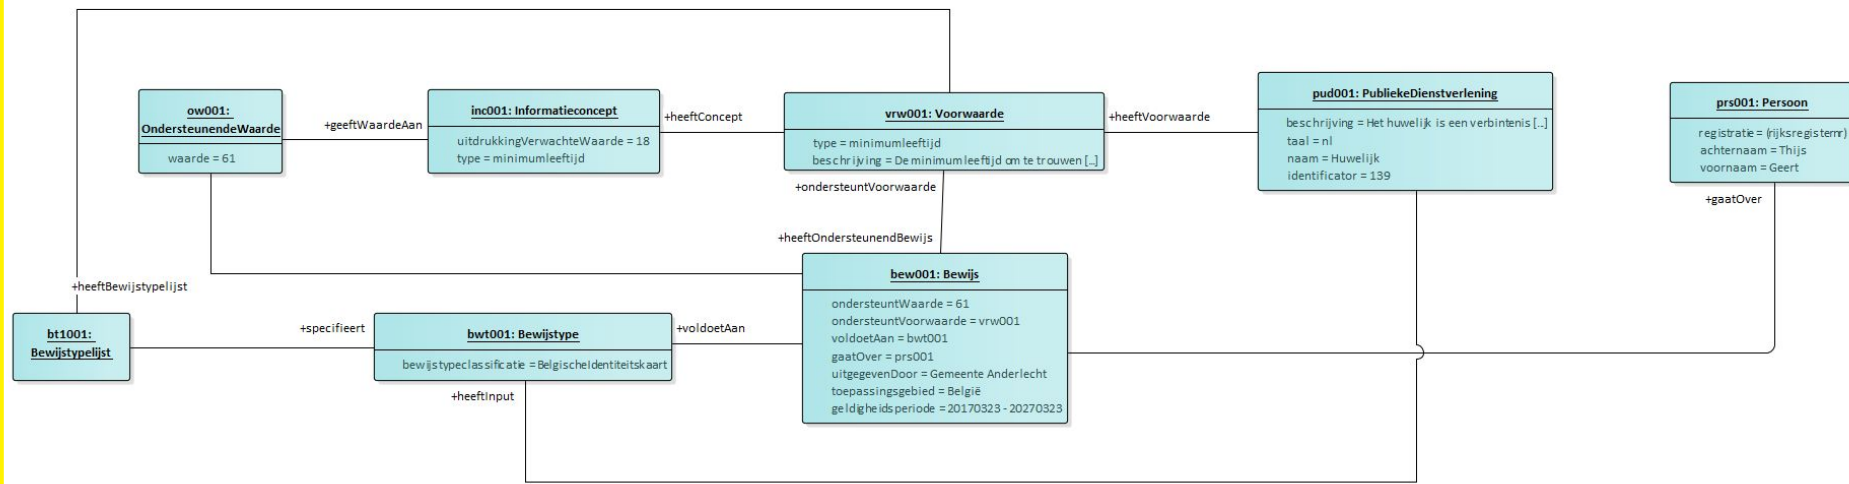 ow001:
OndersteunendeWaarde
waarde = 61
+geeftWaardeAan
inc001: Informatieconcept
uitdrukkingVerwachteWaarde = 18
type = minimumleeftijd
+heeftConcept
vrw001: Voorwaarde
type = minimumleeftijd
beschrijving = De minimumleeftijd om te trouwen [..]
+heeftVoorwaarde
pud001: PubliekeDienstverlening
beschrijving = Het huwelijk is een verbintenis [..]
taal = nl
naam = Huwelijk
identificator = 139
prs001: Persoon
registratie = (rijksregisternr)
achternaam = Thijs
voornaam = Geert
+gaatOver
+ondersteuntVoorwaarde
+heeftOndersteunendBewijs
+heeftBewijstypelijst
bt1001:
Bewijstypelijst
+specifieert
bwt001: Bewijstype
bewijstypeclassificatie = BelgischeIdentiteitskaart
+voldoetAan
+heeftInput
bew001: Bewijs
ondersteuntWaarde = 61
ondersteuntVoorwaarde = vrw001
voldoetAan = bwt001
gaatOver = prs001
uitgegevenDoor = Gemeente Anderlecht
toepassingsgebied = België
geldigheidsperiode = 20170323 - 20270323